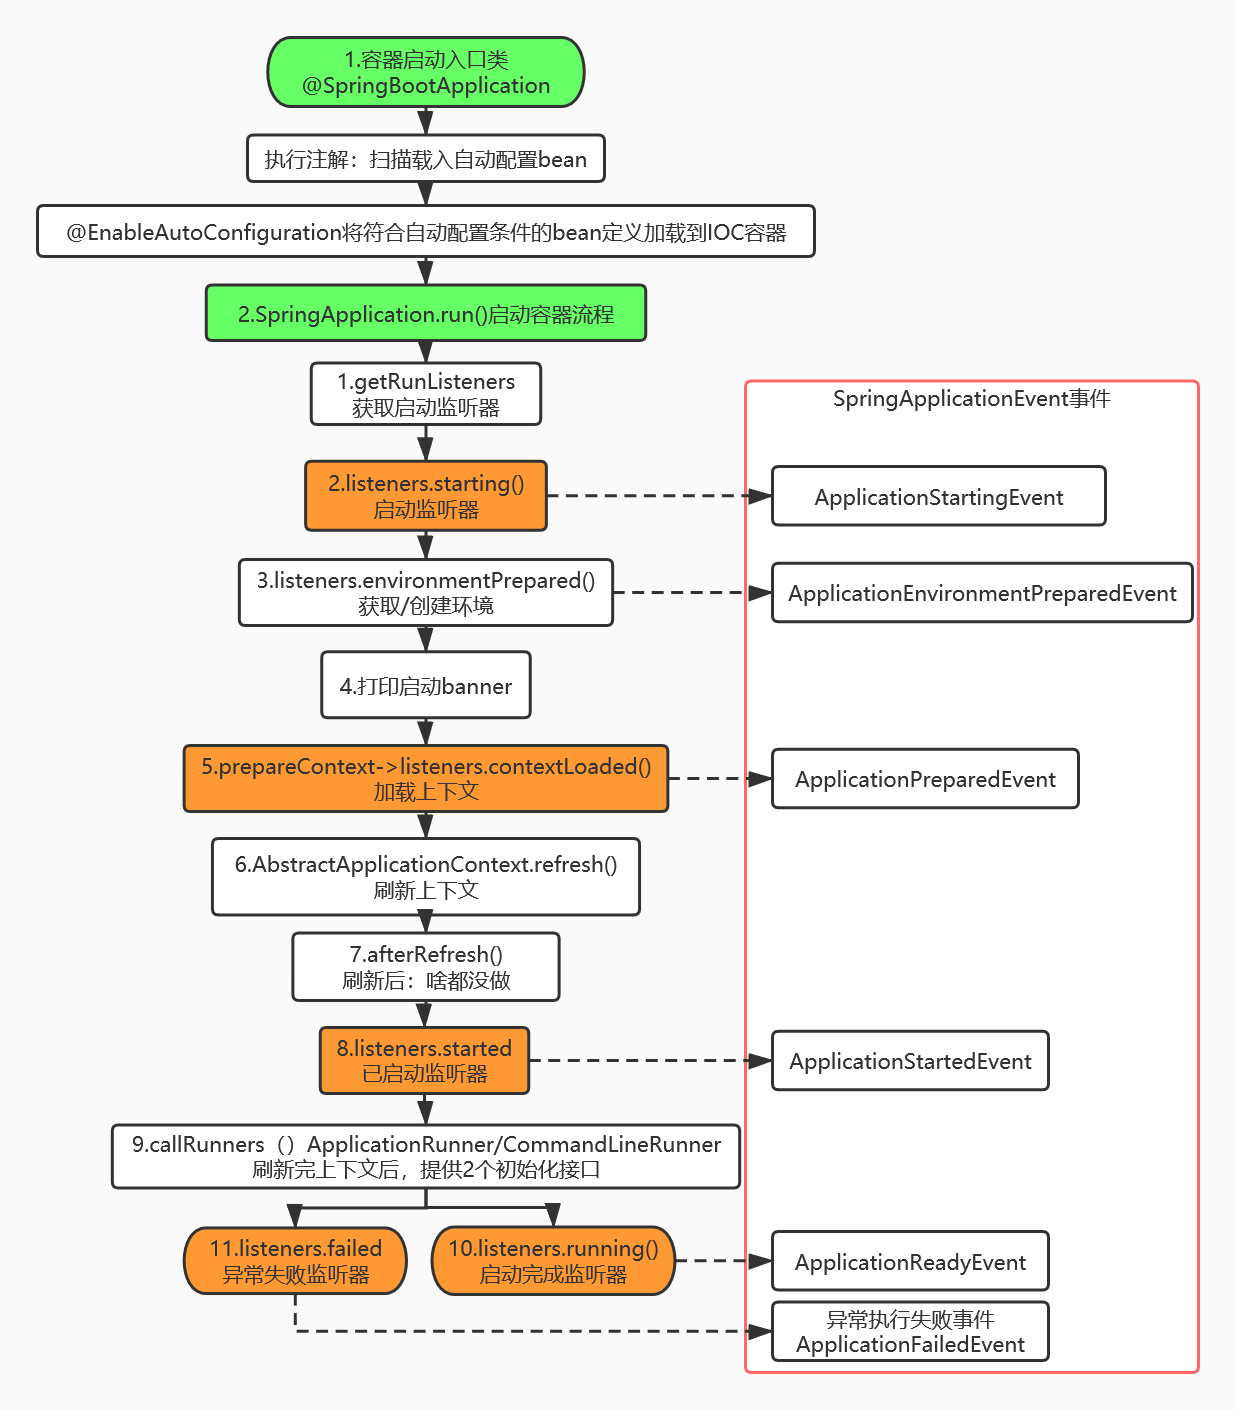 1.容器启动入口类
@SpringBootApplication
执行注解：扫描载入自动配置bean
@EnableAutoConfiguration将符合自动配置条件的bean定义加载到IOC容器
2.SpringApplication.run()启动容器流程
1.getRunListeners
获取启动监听器
SpringApplicationEvent事件
2.listeners.starting()
启动监听器
ApplicationStartingEvent
3.listeners.environmentPrepared()
获取/创建环境
ApplicationEnvironmentPreparedEvent
4.打印启动banner
5.prepareContext->listeners.contextLoaded()
加载上下文
ApplicationPreparedEvent
6.AbstractApplicationContext.refresh()
刷新上下文
7.afterRefresh()
刷新后：啥都没做
8.listeners.started
已启动监听器
ApplicationStartedEvent
9.callRunners（）ApplicationRunner/CommandLineRunner
刷新完上下文后，提供2个初始化接口
11.listeners.failed
异常失败监听器
10.listeners.running()
启动完成监听器
ApplicationReadyEvent
异常执行失败事件
ApplicationFailedEvent